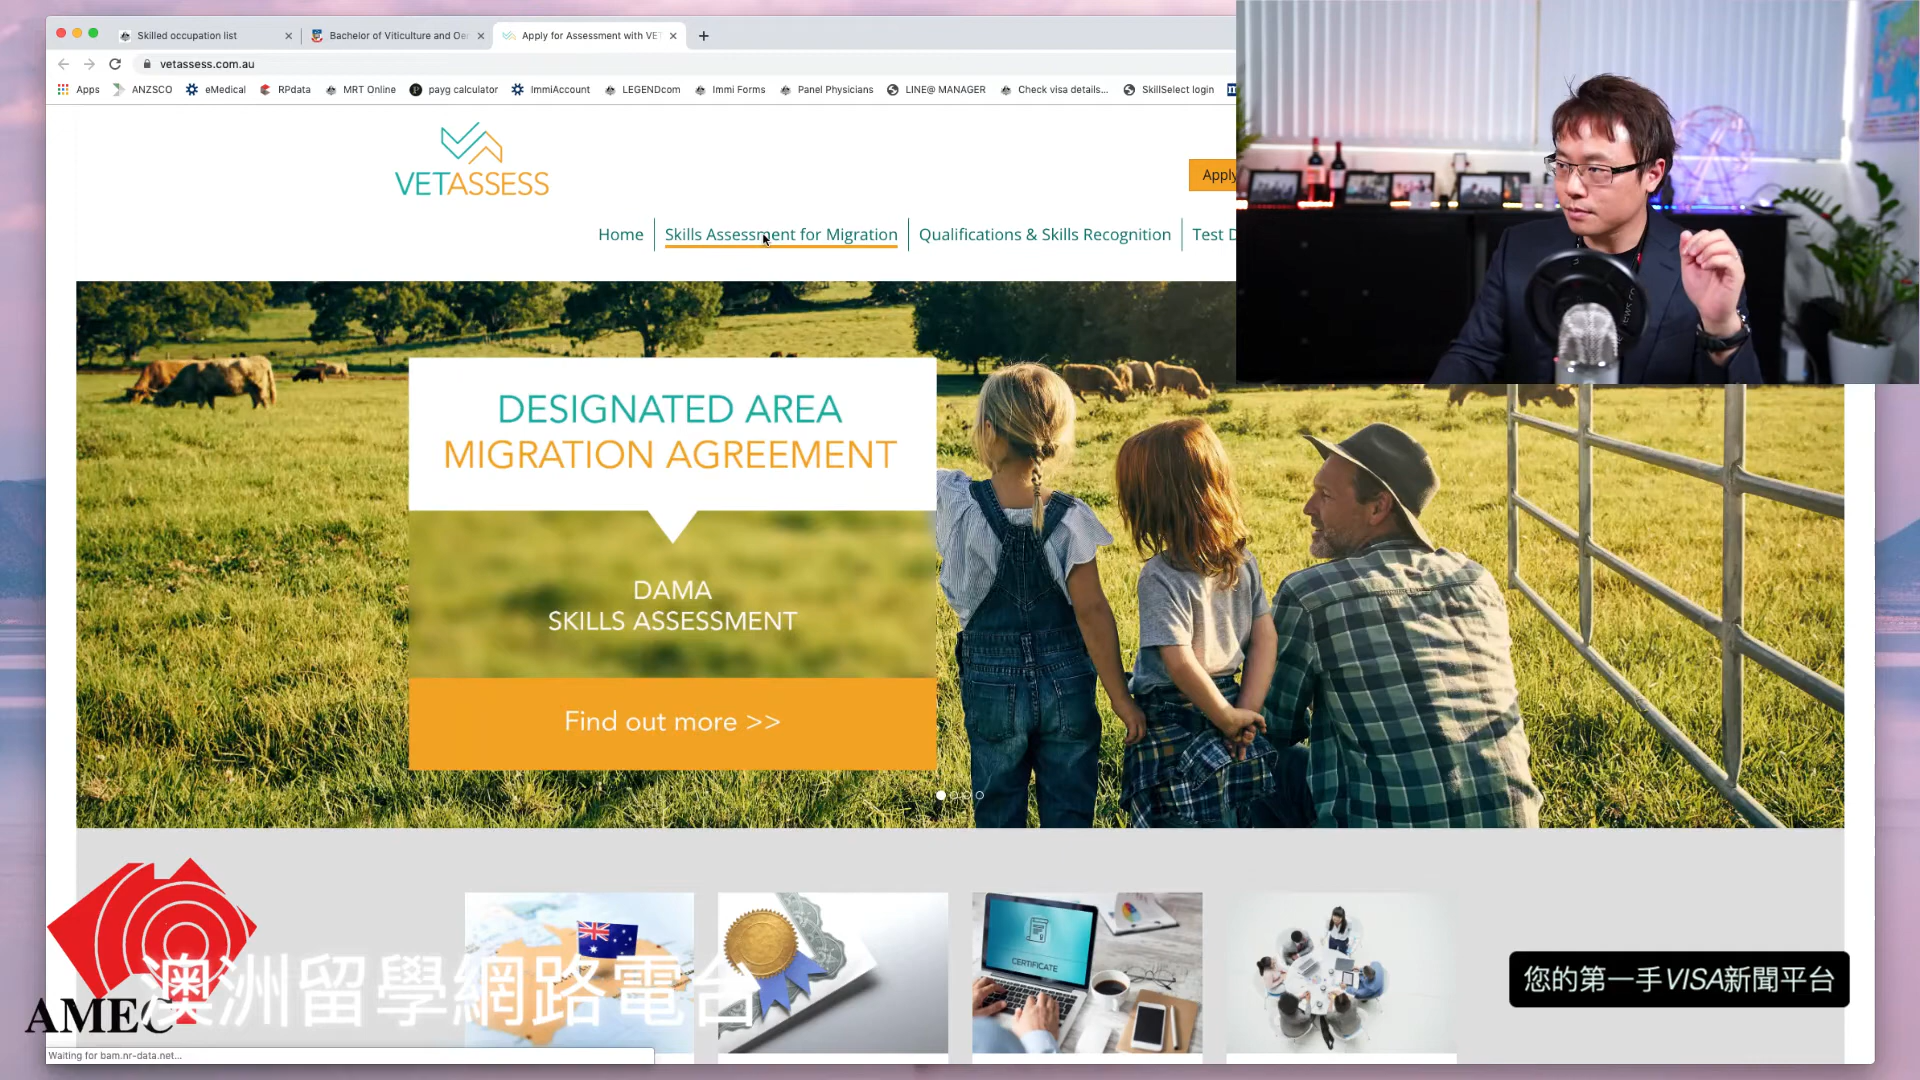 Skilled occupation list
Bachelor of Viticulture and Oen
Apply for Assessment with VET
vetassess.com.au
Apps
ANZSCO
eMedical
RPdata
MRT Online
payg calculator
ImmiAccount
LEGENDcom
Immi Forms
Panel Physicians
LINE@ MANAGER
Check visa details...
SkillSelect login
VETASSESS
Apply
Home
Skills Assessment for Migration
Qualifications & Skills Recognition
Test D
DESIGNATED AREA
MIGRATION AGREEMENT
DAMA
SKILLS ASSESSMENT
Find out more >>
CERTIFICATE
澳洲留學網路電台
AMEC
您的第一手VISA新聞平台
Waiting for bam.nr-data.net...